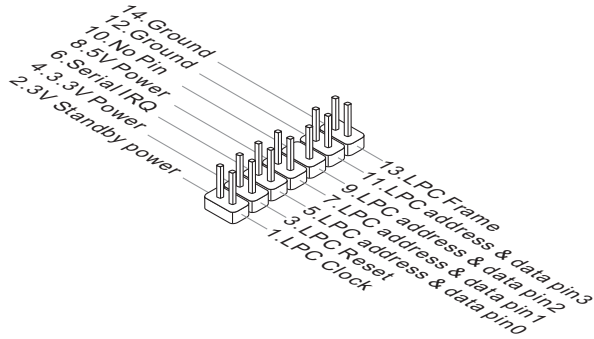 14.Ground
12.Ground
10.No Pin
8.5V Power
6.Serial IRQ
4.3.3V Power
2.3V Standby power
13.LPC Frame
11.LPC address & data pin3
9.LPC address & data pin2
7.LPC address & data pin1
5.LPC address & data pin0
3.LPC Reset
1.LPC Clock